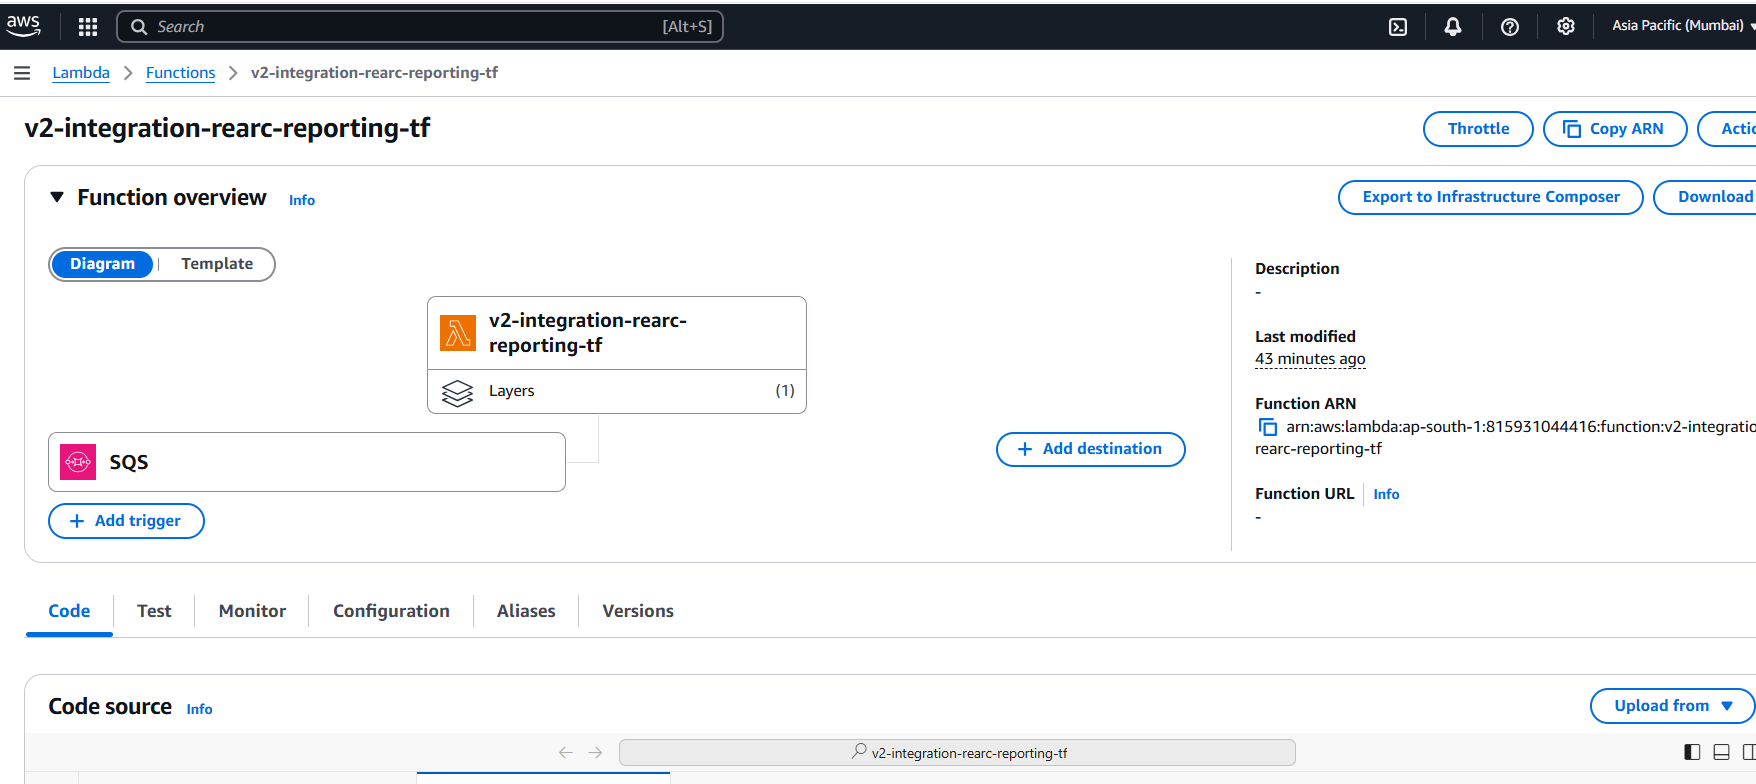 aws
Search [Alt+S]
Asia Pacific (Mumbai)
Lambda > Functions > v2-integration-rearc-reporting-tf
v2-integration-rearc-reporting-tf
Throttle
Copy ARN
Actio
Function overview Info
Export to Infrastructure Composer
Download
Diagram | Template
v2-integration-rearc-
reporting-tf
Layers (1)
SQS
+ Add trigger
+ Add destination
Description
-
Last modified
43 minutes ago
Function ARN
arn:aws:lambda:ap-south-1:815931044416:function:v2-integratio
rearc-reporting-tf
Function URL | Info
-
Code
Test
Monitor
Configuration
Aliases
Versions
Code source Info
Upload from
v2-integration-rearc-reporting-tf